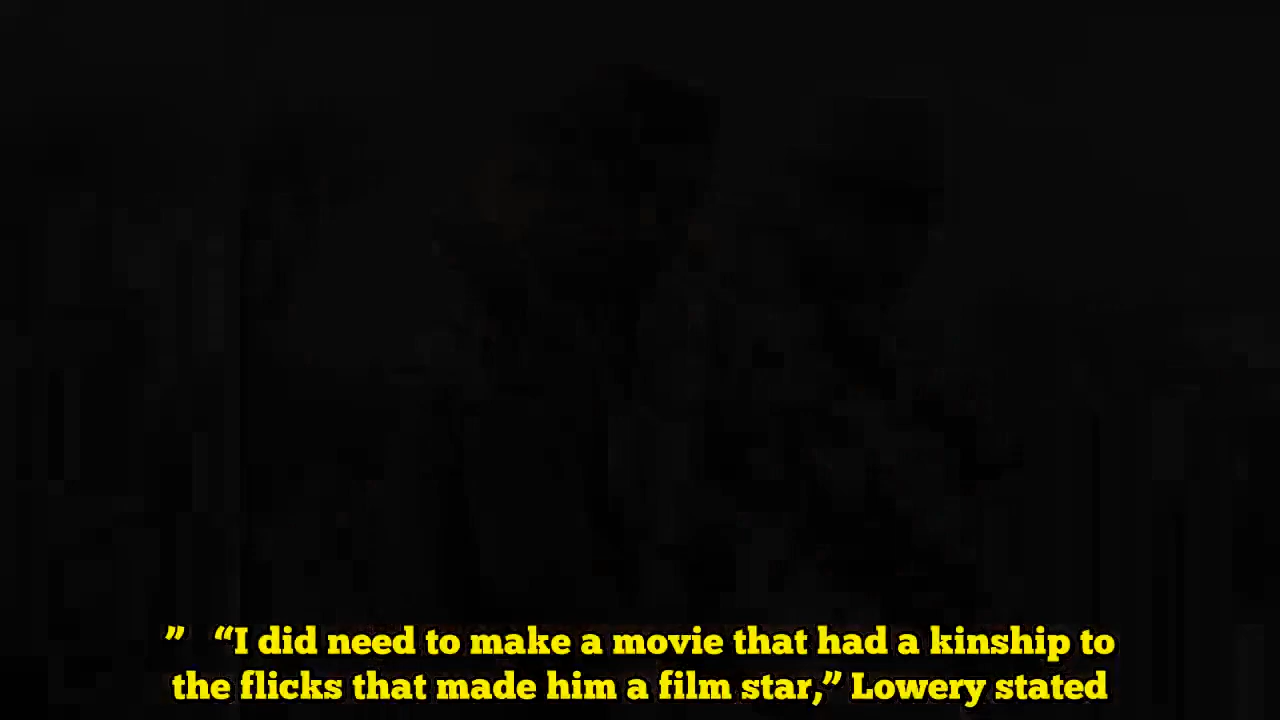 ” “I did need to make a movie that had a kinship to
the flicks that made him a film star,” Lowery stated